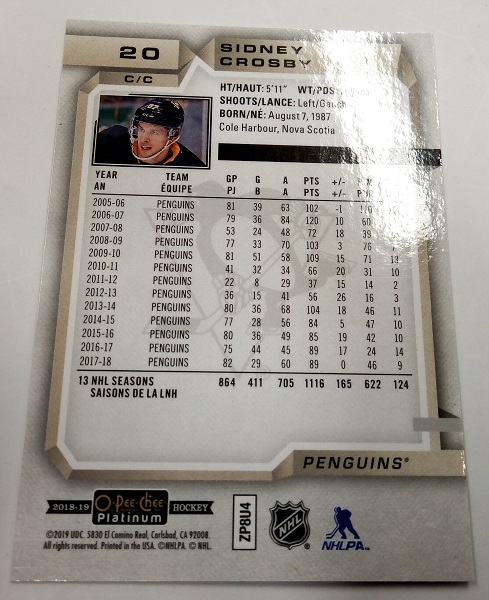 20 SIDNEY CROSBY
C/C
HT/HAUT: 5'11" WT/PDS:
SHOOTS/LANCE: Left/Gauche
BORN/NÉ: August 7, 1987
Cole Harbour, Nova Scotia
YEAR TEAM GP G A PTS +/-
AN ÉQUIPE PJ B A PTS +/-
2005-06 PENGUINS 81 39 63 102 -1
2006-07 PENGUINS 79 36 84 120 10 60
2007-08 PENGUINS 53 24 48 72 18 39
2008-09 PENGUINS 77 33 70 103 3 76
2009-10 PENGUINS 81 51 58 109 15 71 13
2010-11 PENGUINS 41 32 34 66 20 31 10
2011-12 PENGUINS 22 8 29 37 15 14 2
2012-13 PENGUINS 36 15 41 56 26 16 3
2013-14 PENGUINS 80 36 68 104 18 46 11
2014-15 PENGUINS 77 28 56 84 5 47 10
2015-16 PENGUINS 80 36 49 85 19 42 10
2016-17 PENGUINS 75 44 45 89 17 24 14
2017-18 PENGUINS 82 29 60 89 0 46 9
13 NHL SEASONS 864 411 705 1116 165 622 124
SAISONS DE LA LNH
PENGUINS®
2018-19 O-Pee-Chee Platinum HOCKEY
ZP8U4
NHL
NHLPA
©2019 UDC. 5830 El Camino Real, Carlsbad, CA 92008.
All rights reserved. Printed in the USA. ©NHLPA. © NHL.